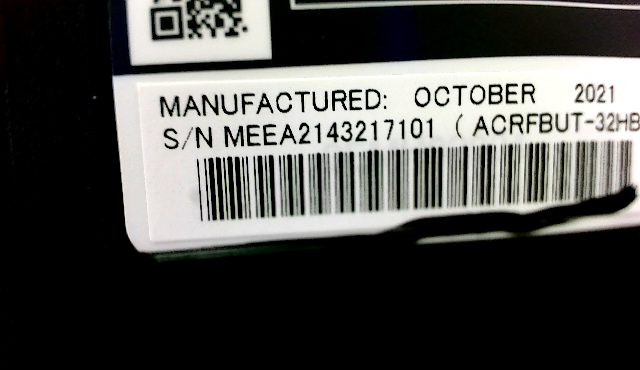 MANUFACTURED: OCTOBER 2021
S/N MEEA2143217101 ( ACRFBUT-32HB